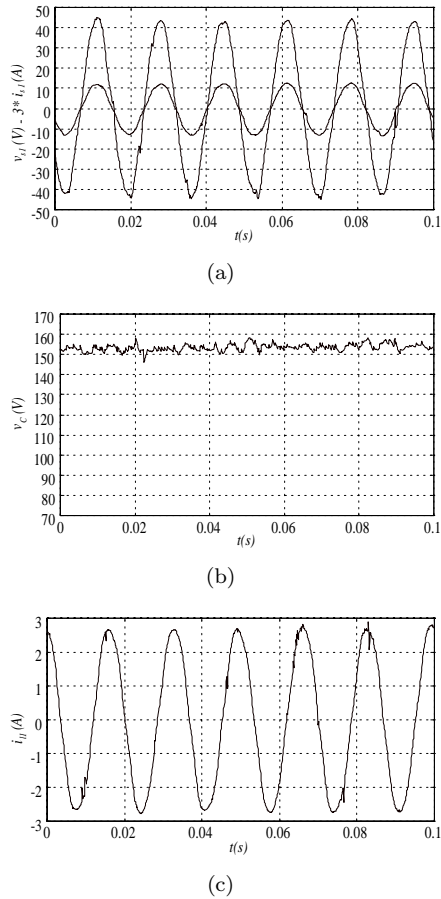 50
40
30
20
10
0
-10
-20
-30
-40
-50
v_{s1} (V) - 3* i_{s1} (A)
0 0.02 0.04 0.06 0.08 0.1
t(s)
(a)
170
160
150
140
130
120
110
100
90
80
70
v_C (V)
0 0.02 0.04 0.06 0.08 0.1
t(s)
(b)
3
2
1
0
-1
-2
-3
i_{l1} (A)
0 0.02 0.04 0.06 0.08 0.1
t(s)
(c)